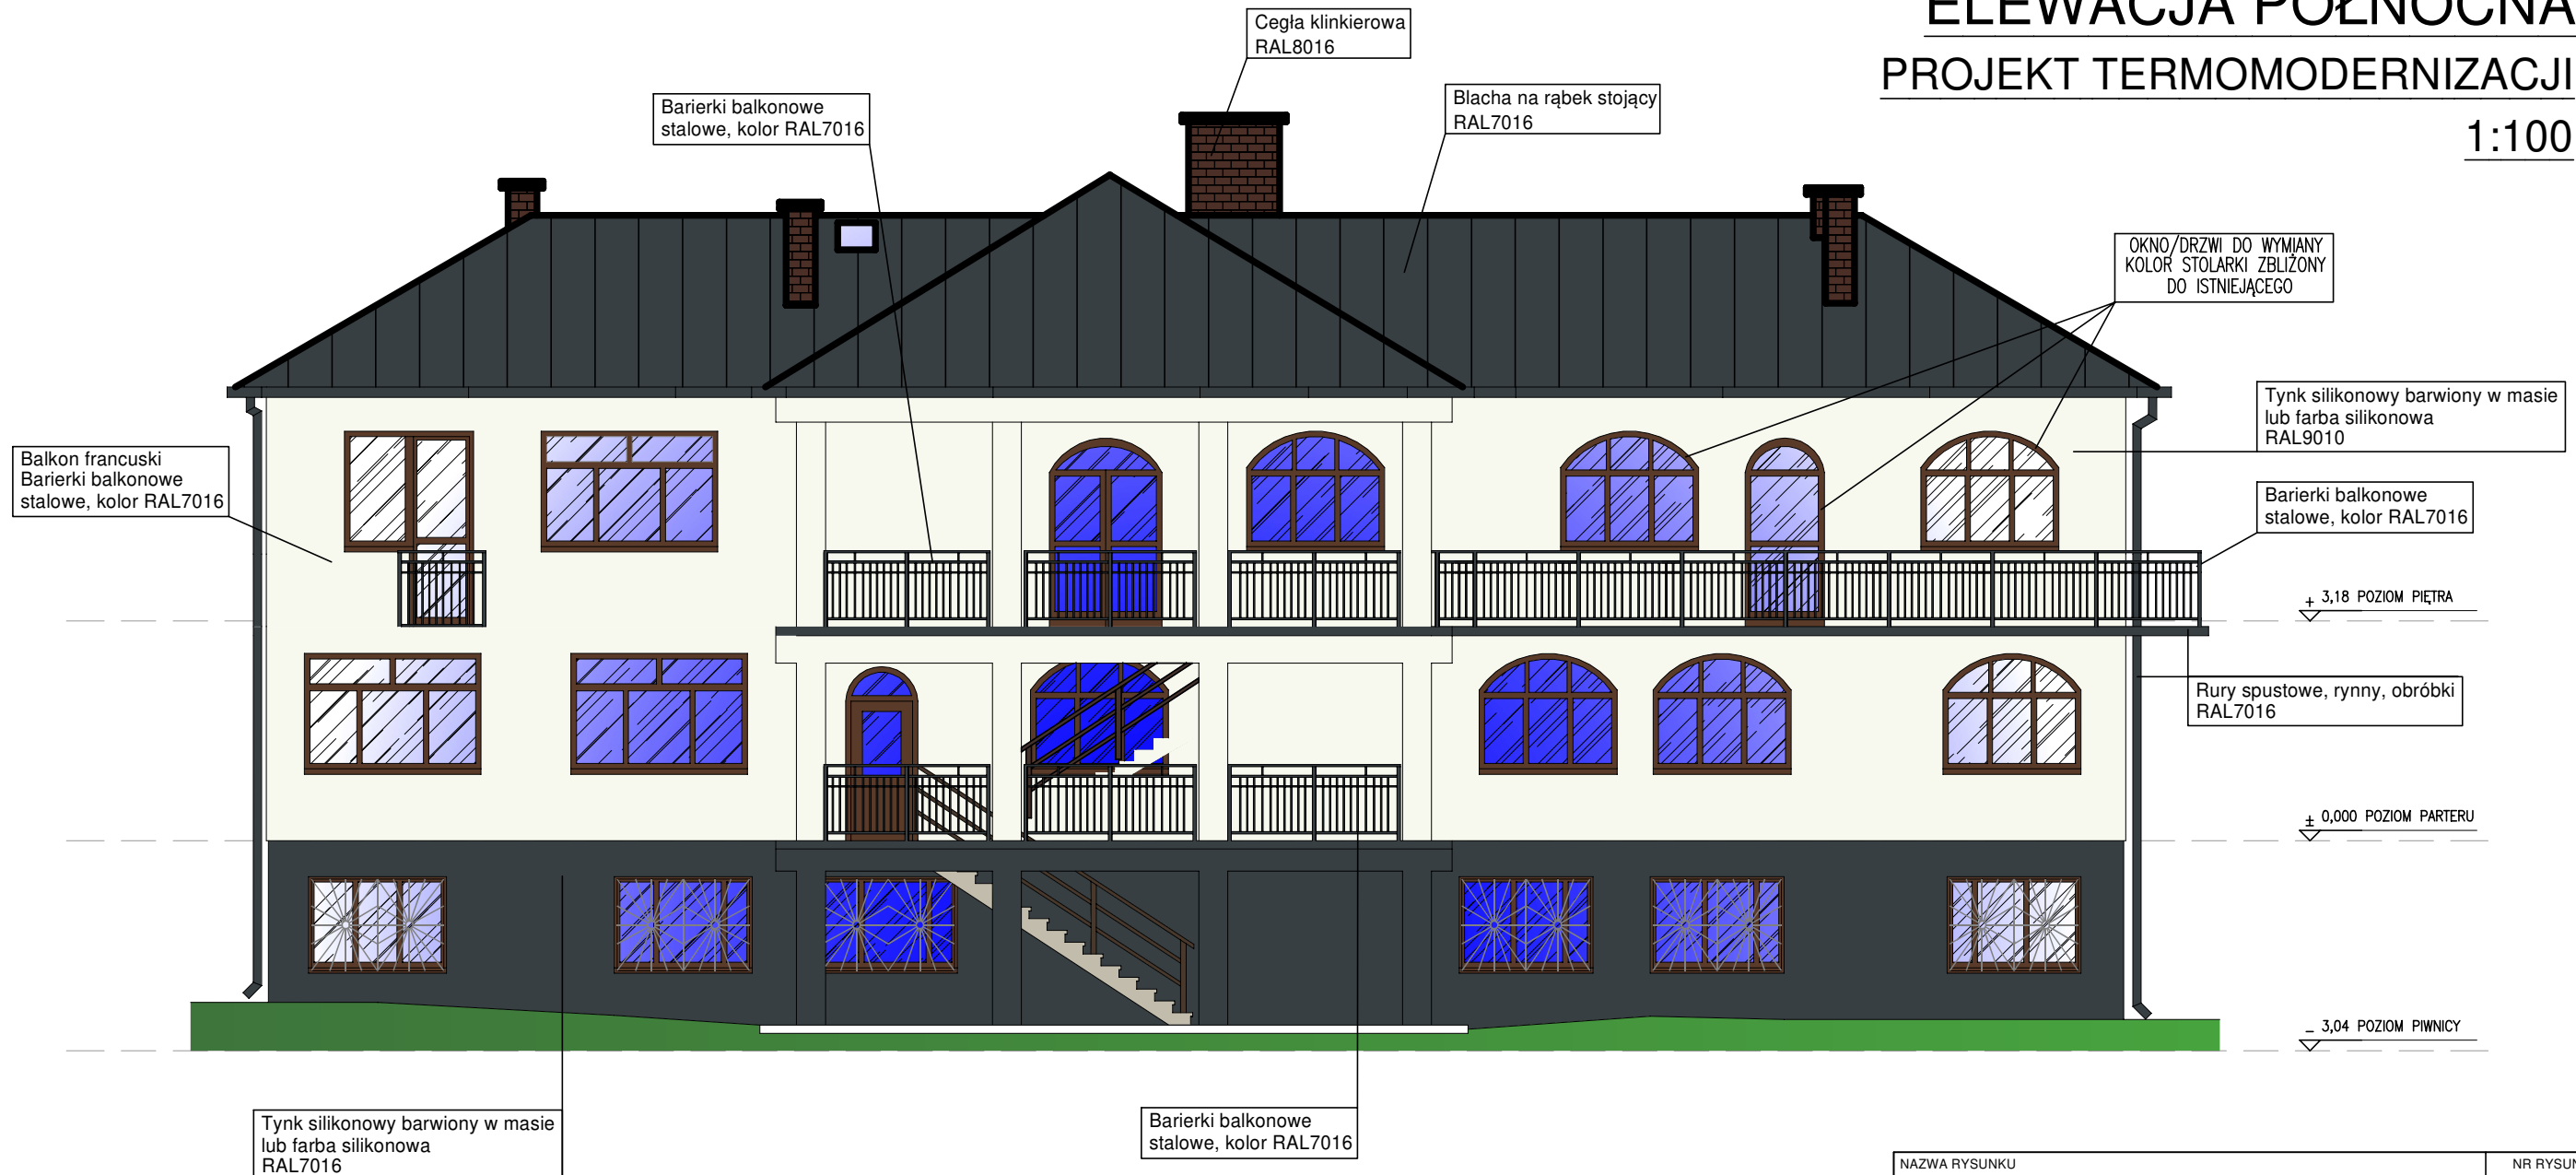 ELEWACJA PÓŁNOCNA
PROJEKT TERMOMODERNIZACJI
1:100
Cegła klinkierowa
RAL8016
Barierki balkonowe
stalowe, kolor RAL7016
Blacha na rąbek stojący
RAL7016
OKNO/DRZWI DO WYMIANY
KOLOR STOLARKI ZBLIŻONY
DO ISTNIEJĄCEGO
Tynk silikonowy barwiony w masie
lub farba silikonowa
RAL9010
Balkon francuski
Barierki balkonowe
stalowe, kolor RAL7016
Barierki balkonowe
stalowe, kolor RAL7016
+ 3,18 POZIOM PIĘTRA
Rury spustowe, rynny, obróbki
RAL7016
± 0,000 POZIOM PARTERU
- 3,04 POZIOM PIWNICY
Tynk silikonowy barwiony w masie
lub farba silikonowa
RAL7016
Barierki balkonowe
stalowe, kolor RAL7016
NAZWA RYSUNKU
NR RYSU